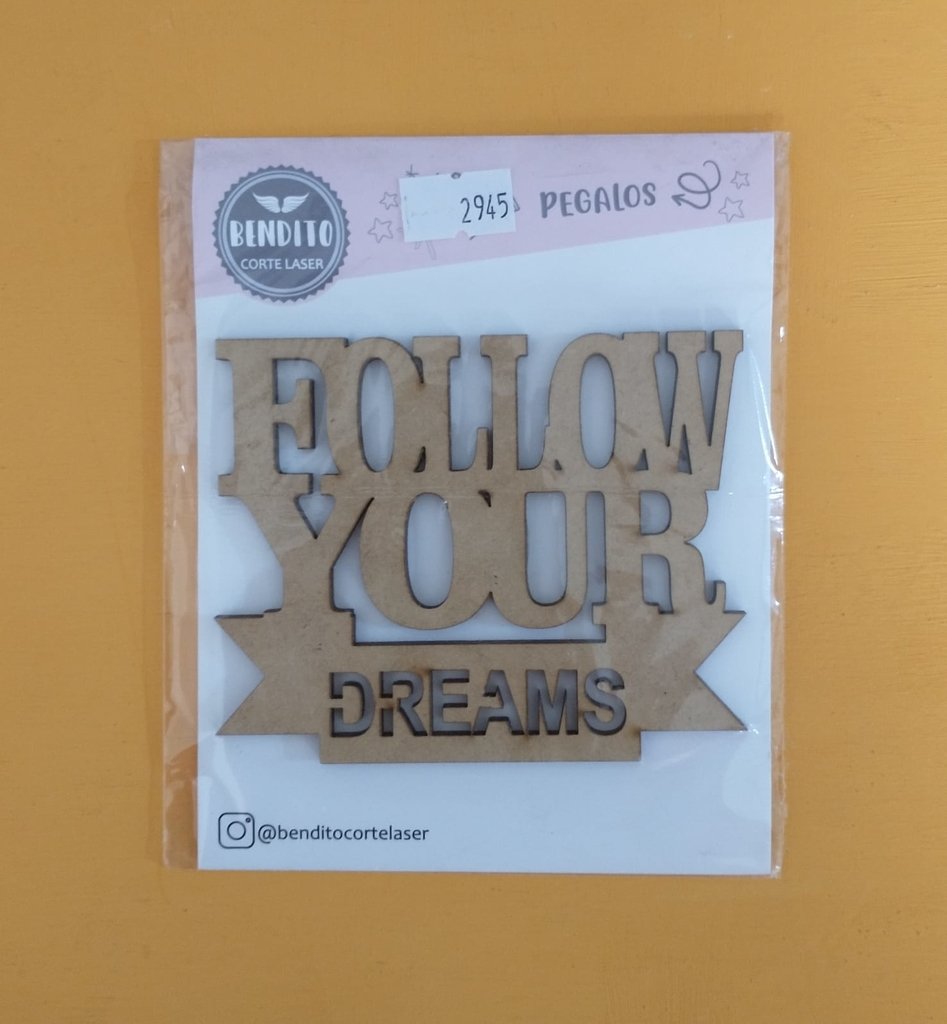 BENDITO
CORTE LASER
2945
PEGALOS
FOLLOW
YOUR
DREAMS
@benditocortelaser